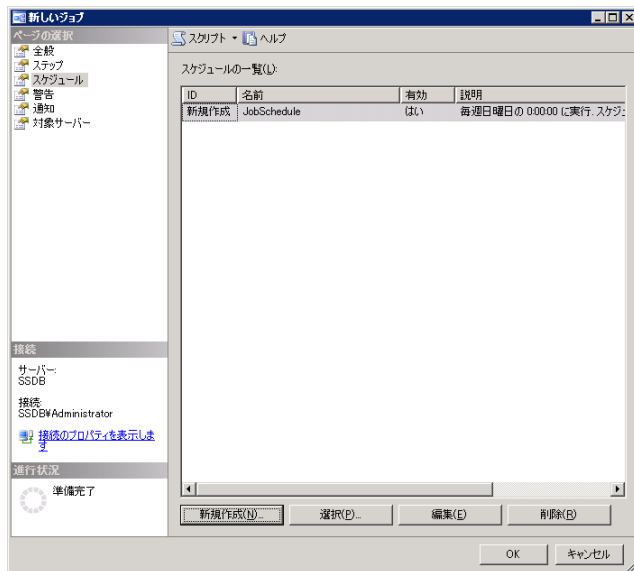 新しいジョブ
ページの選択
全般
ステップ
スケジュール
警告
通知
対象サーバー
スクリプト
ヘルプ
スケジュールの一覧(L):
ID 名前 有効 説明
新規作成 JobSchedule はい 毎週日曜日の 0:00:00 に実行. スケジ
接続
サーバー:
SSDB
接続:
SSDB¥Administrator
接続のプロパティを表示しま
す
進行状況
準備完了
新規作成(N)... 選択(P)... 編集(E) 削除(R)
OK キャンセル